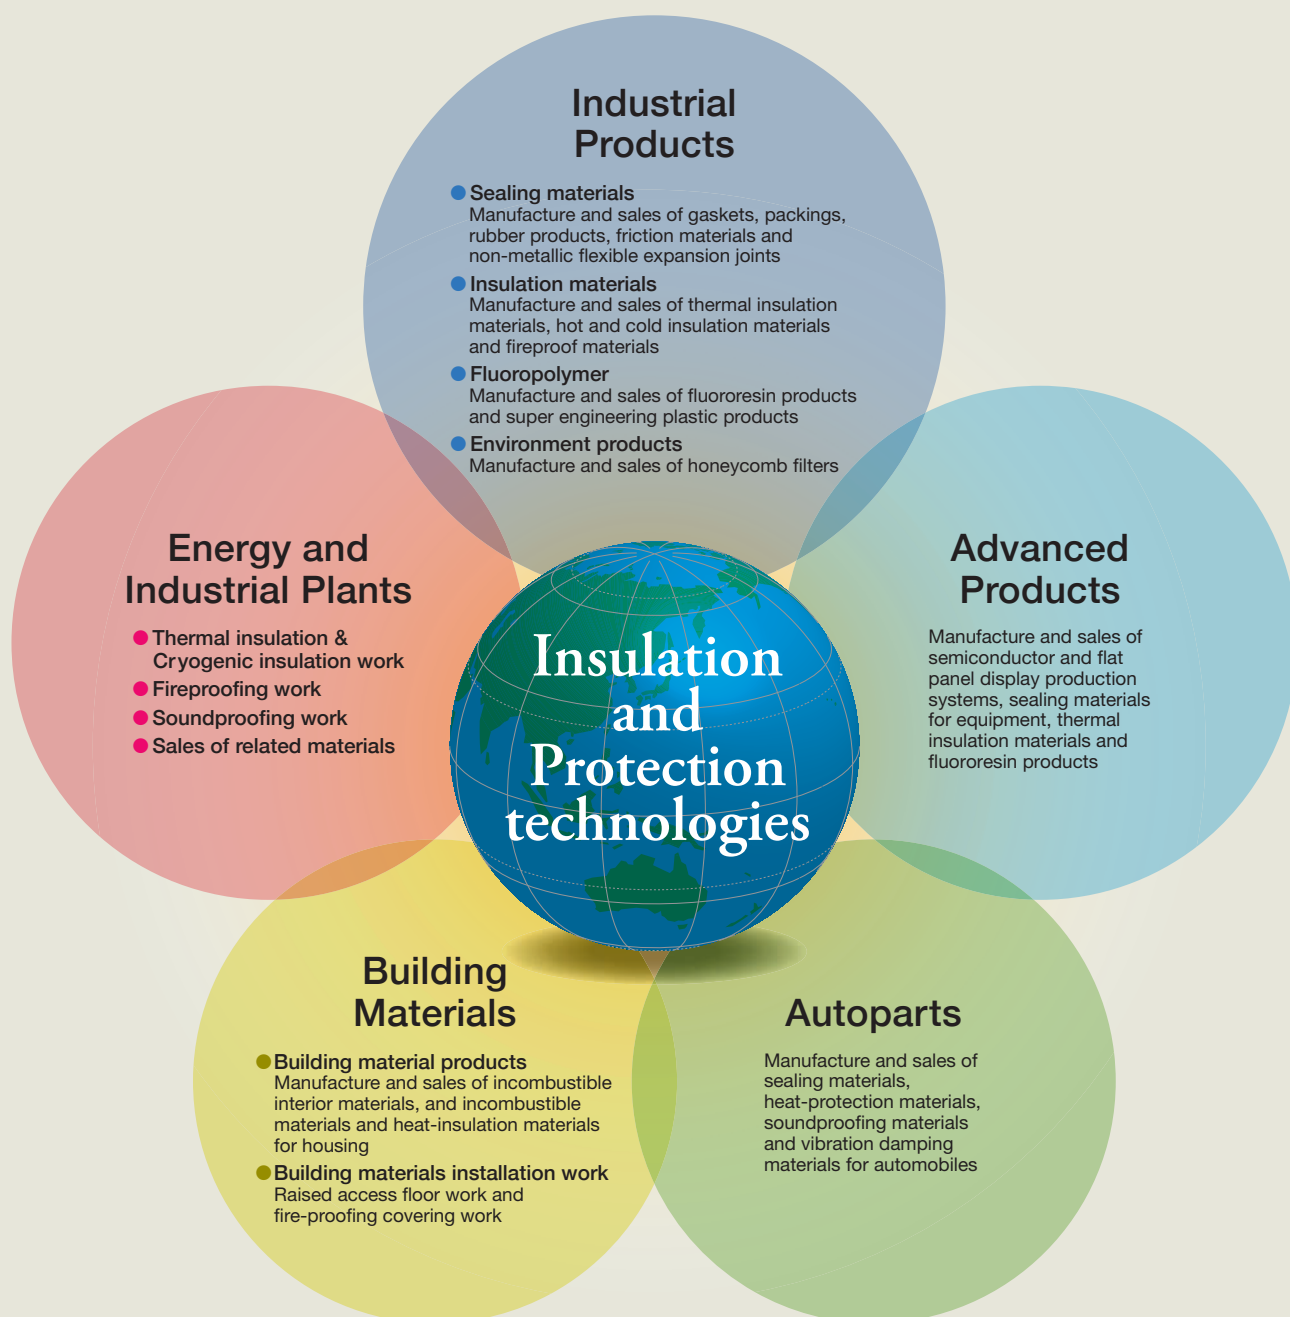 Industrial
Products
● Sealing materials
Manufacture and sales of gaskets, packings,
rubber products, friction materials and
non-metallic flexible expansion joints
● Insulation materials
Manufacture and sales of thermal insulation
materials, hot and cold insulation materials
and fireproof materials
● Fluoropolymer
Manufacture and sales of fluororesin products
and super engineering plastic products
● Environment products
Manufacture and sales of honeycomb filters
Energy and
Industrial Plants
● Thermal insulation &
Cryogenic insulation work
● Fireproofing work
● Soundproofing work
● Sales of related materials
Insulation
and
Protection
technologies
Advanced
Products
Manufacture and sales of
semiconductor and flat
panel display production
systems, sealing materials
for equipment, thermal
insulation materials and
fluororesin products
Building
Materials
● Building material products
Manufacture and sales of incombustible
interior materials, and incombustible
materials and heat-insulation materials
for housing
● Building materials installation work
Raised access floor work and
fire-proofing covering work
Autoparts
Manufacture and sales of
sealing materials,
heat-protection materials,
soundproofing materials
and vibration damping
materials for automobiles